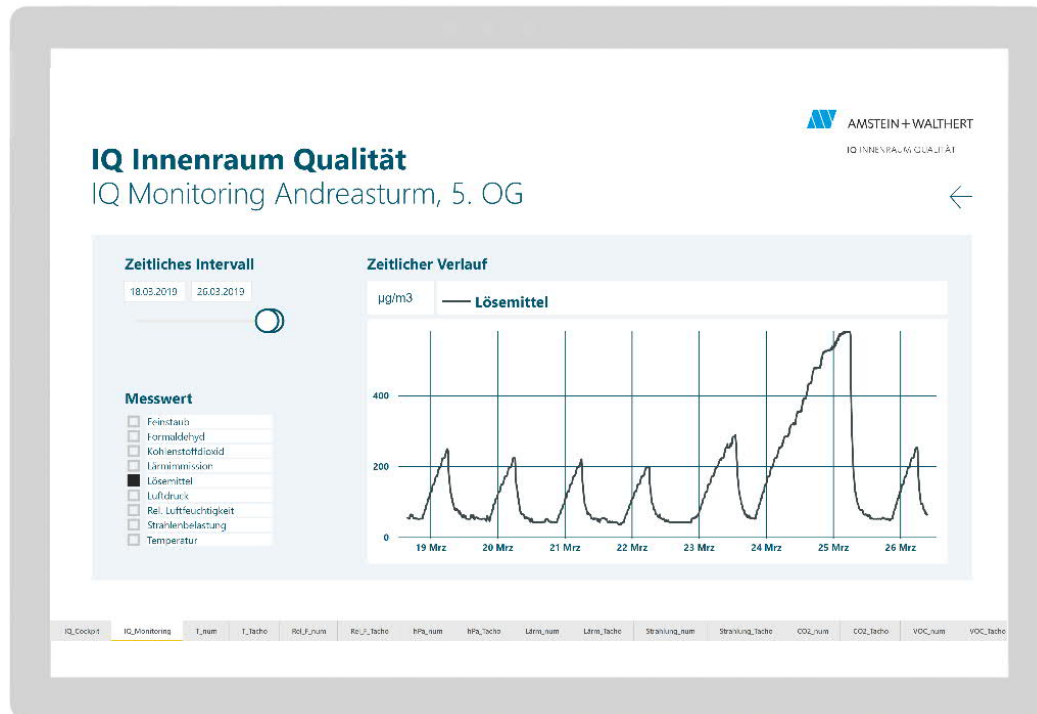 AMSTEIN + WALTHERT
IQ INNENRAUM QUALITÄT
IQ Innenraum Qualität
IQ Monitoring Andreasturm, 5. OG
Zeitliches Intervall
18.03.2019 26.03.2019
Messwert
Feinstaub
Formaldehyd
Kohlenstoffdioxid
Lärmimmission
Lösemittel
Luftdruck
Rel. Luftfeuchtigkeit
Strahlenbelastung
Temperatur
Zeitlicher Verlauf
µg/m3 Lösemittel
400
200
0
19 Mrz 20 Mrz 21 Mrz 22 Mrz 23 Mrz 24 Mrz 25 Mrz 26 Mrz
IQ_Cockpit IQ_Monitoring T_num T_Tacho Rel_F_num Rel_F_Tacho hPa_num hPa_Tacho Lärm_num Lärm_Tacho Strahlung_num Strahlung_Tacho CO2_num CO2_Tacho VOC_num VOC_Tacho